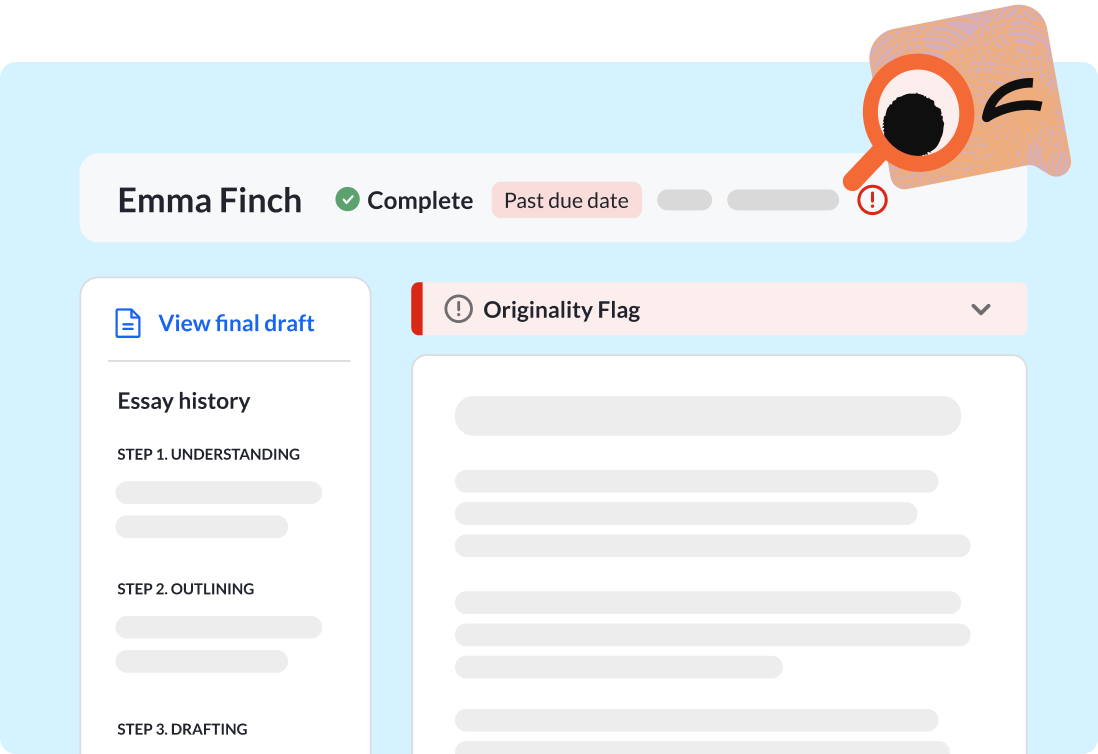 Emma Finch
Complete
Past due date
View final draft
Originality Flag
Essay history
STEP 1. UNDERSTANDING
STEP 2. OUTLINING
STEP 3. DRAFTING